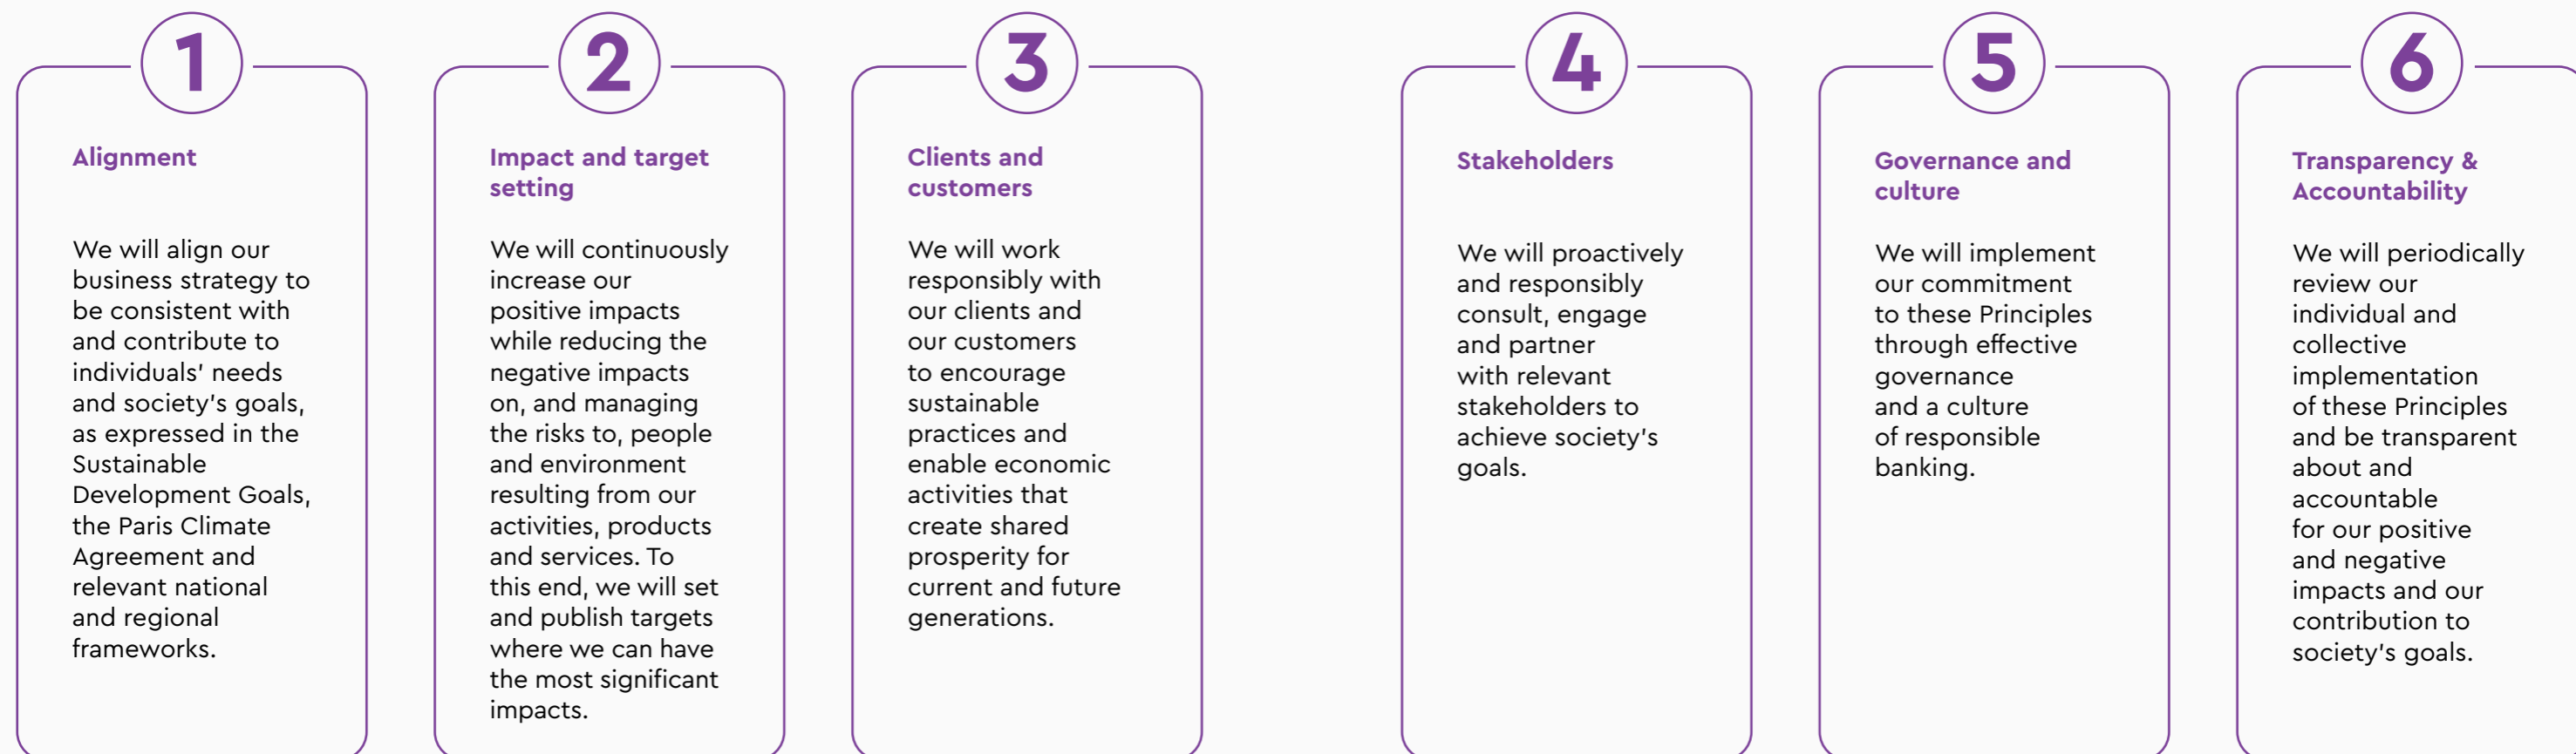 1
Alignment
We will align our
business strategy to
be consistent with
and contribute to
individuals’ needs
and society’s goals,
as expressed in the
Sustainable
Development Goals,
the Paris Climate
Agreement and
relevant national
and regional
frameworks.
2
Impact and target
setting
We will continuously
increase our
positive impacts
while reducing the
negative impacts
on, and managing
the risks to, people
and environment
resulting from our
activities, products
and services. To
this end, we will set
and publish targets
where we can have
the most significant
impacts.
3
Clients and
customers
We will work
responsibly with
our clients and
our customers
to encourage
sustainable
practices and
enable economic
activities that
create shared
prosperity for
current and future
generations.
4
Stakeholders
We will proactively
and responsibly
consult, engage
and partner
with relevant
stakeholders to
achieve society’s
goals.
5
Governance and
culture
We will implement
our commitment
to these Principles
through effective
governance
and a culture
of responsible
banking.
6
Transparency &
Accountability
We will periodically
review our
individual and
collective
implementation
of these Principles
and be transparent
about and
accountable
for our positive
and negative
impacts and our
contribution to
society’s goals.